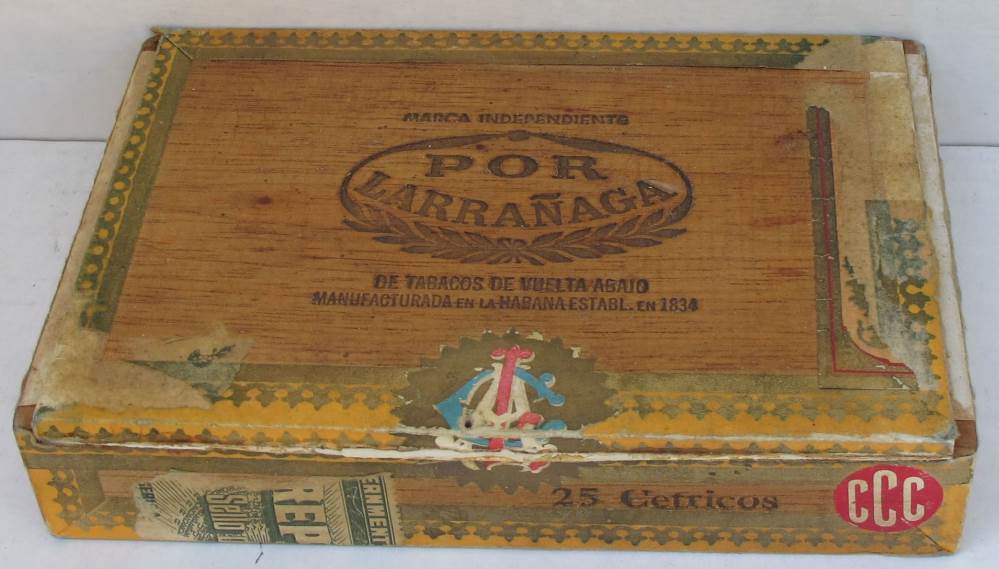 MARCA INDEPENDIENTE
POR
LARRAÑAGA
DE TABACOS DE VUELTA ABAJO
MANUFACTURADA EN LA HABANA ESTABL. EN 1834
25 Cetricos
CCC
ERNMENT
REP